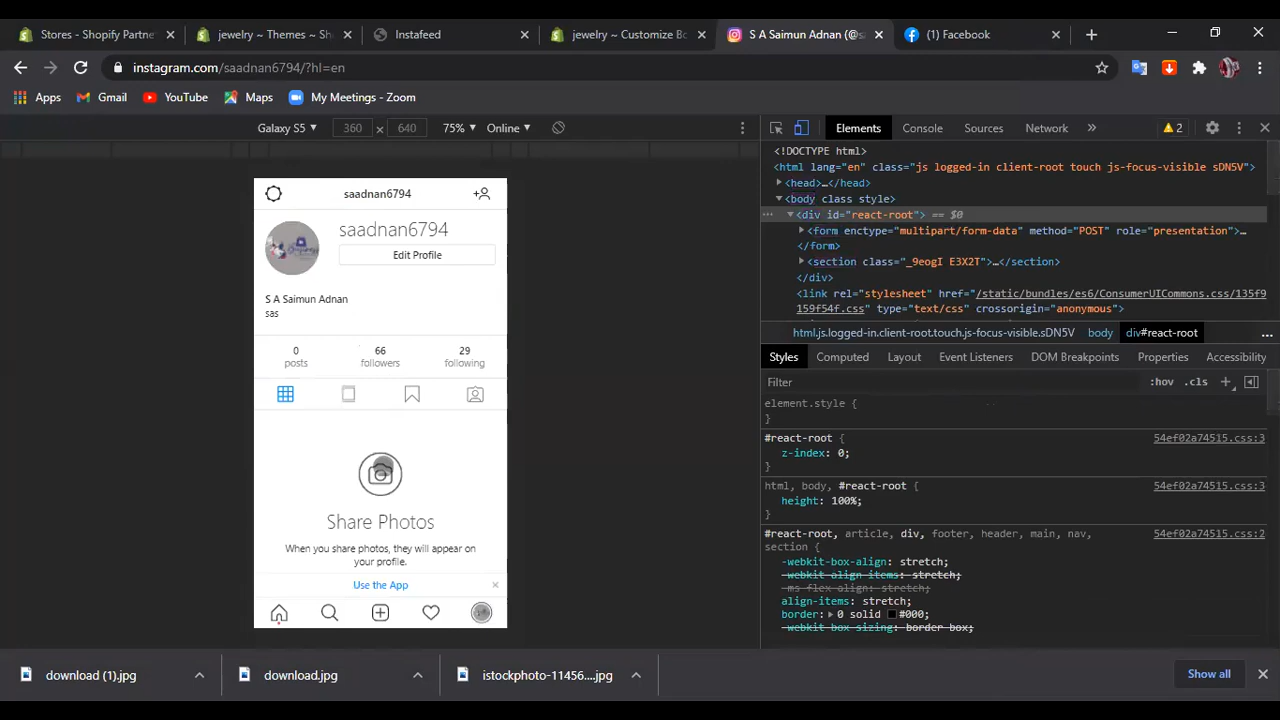 Stores - Shopify Partne
jewelry ~ Themes ~ Sh
Instafeed
jewelry ~ Customize Bo
S A Saimun Adnan (@s
(1) Facebook
instagram.com/saadnan6794/?hl=en
Apps
Gmail
YouTube
Maps
My Meetings - Zoom
Galaxy S5
360 × 640
75%
Online
Elements
Console
Sources
Network
2
<!DOCTYPE html>
<html lang="en" class="js logged-in client-root touch js-focus-visible sDN5V">
<head>…</head>
<body class style>
<div id="react-root"> == $0
<form enctype="multipart/form-data" method="POST" role="presentation">…
</form>
<section class="_9eogI E3X2T">…</section>
</div>
<link rel="stylesheet" href="/static/bundles/es6/ConsumerUICommons.css/135f9
159f54f.css" type="text/css" crossorigin="anonymous">
html.js.logged-in.client-root.touch.js-focus-visible.sDN5V body div#react-root ...
saadnan6794
saadnan6794
Edit Profile
S A Saimun Adnan
sas
0 66 29
posts followers following
Share Photos
When you share photos, they will appear on
your profile.
Use the App
Styles
Computed
Layout
Event Listeners
DOM Breakpoints
Properties
Accessibility
Filter
:hov .cls +
element.style {
}
#react-root { 54ef02a74515.css:3
z-index: 0;
}
html, body, #react-root { 54ef02a74515.css:3
height: 100%;
}
#react-root, article, div, footer, header, main, nav, 54ef02a74515.css:2
section {
-webkit-box-align: stretch;
-webkit-align-items: stretch;
-ms-flex-align: stretch;
align-items: stretch;
border: 0 solid #000;
-webkit-box-sizing: border-box;
download (1).jpg
download.jpg
istockphoto-11456....jpg
Show all